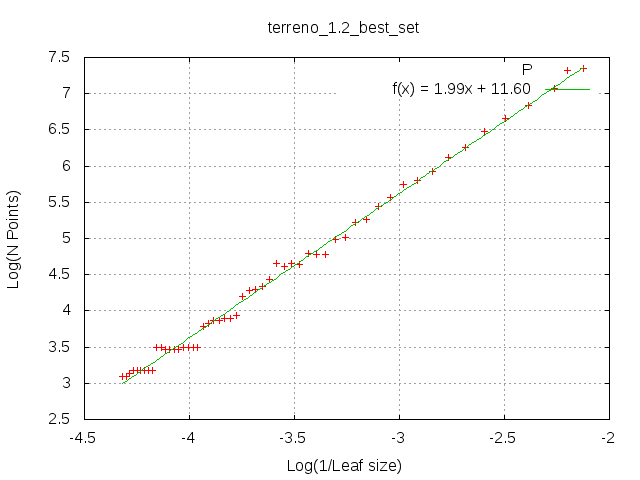 terreno_1.2_best_set
P
f(x) = 1.99x + 11.60
7.5
7
6.5
6
5.5
5
4.5
4
3.5
3
2.5
Log(N Points)
-4.5 -4 -3.5 -3 -2.5 -2
Log(1/Leaf size)